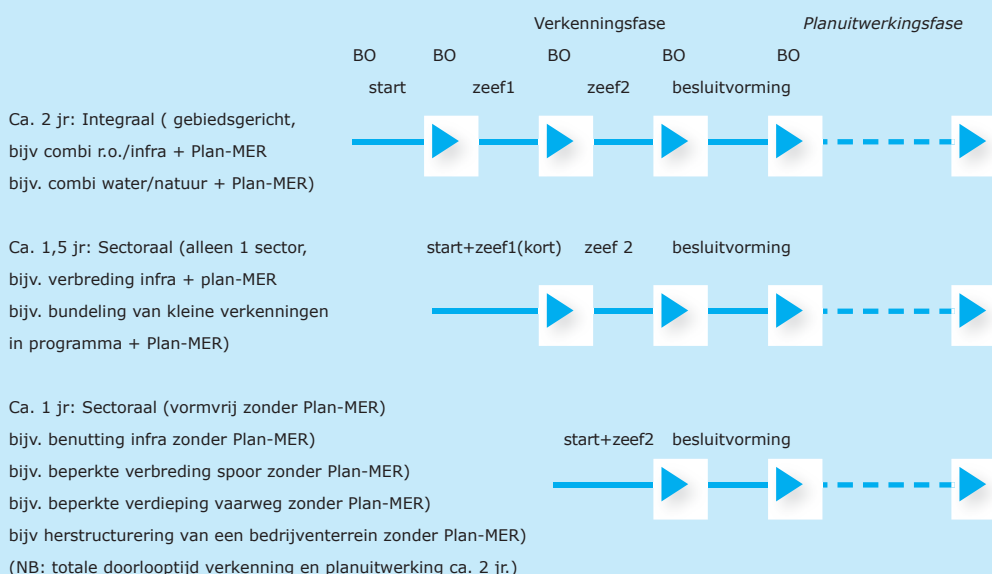 Verkenningsfase Planuitwerkingsfase
BO BO BO BO BO
start zeef1 zeef2 besluitvorming
Ca. 2 jr: Integraal ( gebiedsgericht,
bijv combi r.o./infra + Plan-MER
bijv. combi water/natuur + Plan-MER)
Ca. 1,5 jr: Sectoraal (alleen 1 sector, start+zeef1(kort) zeef 2 besluitvorming
bijv. verbreding infra + plan-MER
bijv. bundeling van kleine verkenningen
in programma + Plan-MER)
Ca. 1 jr: Sectoraal (vormvrij zonder Plan-MER)
bijv. benutting infra zonder Plan-MER) start+zeef2 besluitvorming
bijv. beperkte verbreding spoor zonder Plan-MER)
bijv. beperkte verdieping vaarweg zonder Plan-MER)
bijv herstructurering van een bedrijventerrein zonder Plan-MER)
(NB: totale doorlooptijd verkenning en planuitwerking ca. 2 jr.)